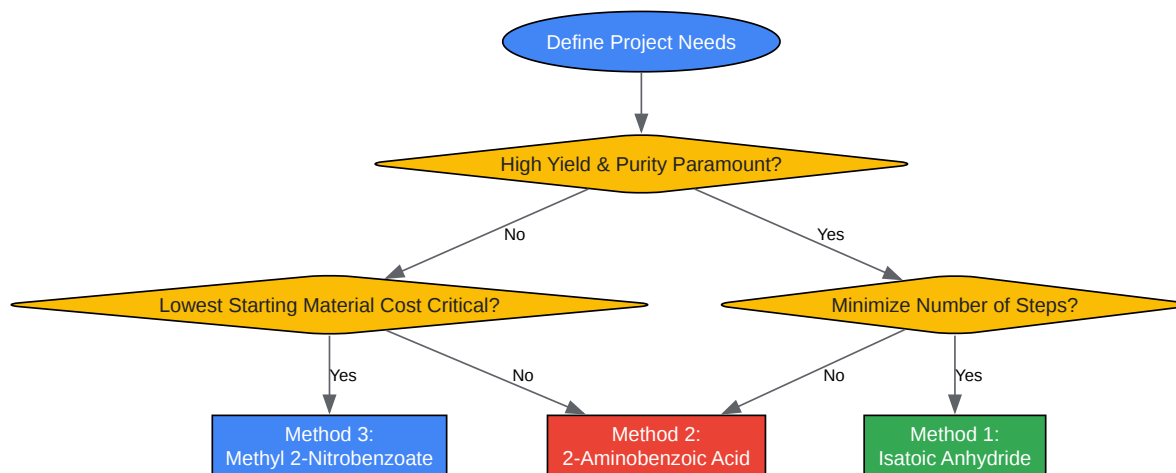 Define Project Needs
High Yield & Purity Paramount?
No
Yes
Lowest Starting Material Cost Critical?
Minimize Number of Steps?
Yes
No
No
Yes
Method 3:
Methyl 2-Nitrobenzoate
Method 2:
2-Aminobenzoic Acid
Method 1:
Isatoic Anhydride